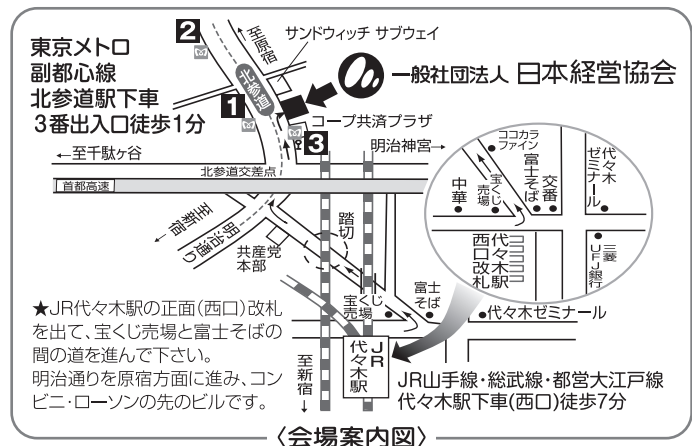 東京メトロ
副都心線
北参道駅下車
3番出入口徒歩1分
2
至原宿
サンドウィッチ サブウェイ
北参道
一般社団法人 日本経営協会
1
コープ共済プラザ
3
←至千駄ヶ谷
明治神宮→
北参道交差点
首都高速
至新宿
明治通り
共産党
本部
踏切
宝くじ
売場
富士
そば
代々木ゼミナール
ココカラ
ファイン
中華
宝くじ
売場
富士そば
交番
代々木
ゼミナール
代々木駅
西口改札
三菱
UFJ銀行
★JR代々木駅の正面(西口)改札
を出て、宝くじ売場と富士そばの
間の道を進んで下さい。
明治通りを原宿方面に進み、コン
ビニ・ローソンの先のビルです。
至新宿↓
JR
代々木駅
JR山手線・総武線・都営大江戸線
代々木駅下車(西口)徒歩7分
〈会場案内図〉